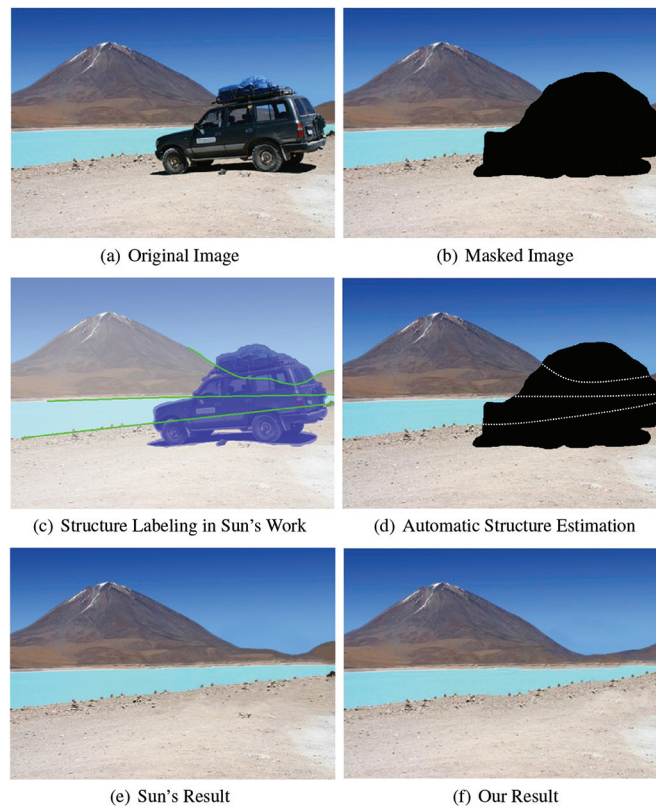 (a) Original Image
(b) Masked Image
(c) Structure Labeling in Sun's Work
(d) Automatic Structure Estimation
(e) Sun's Result
(f) Our Result